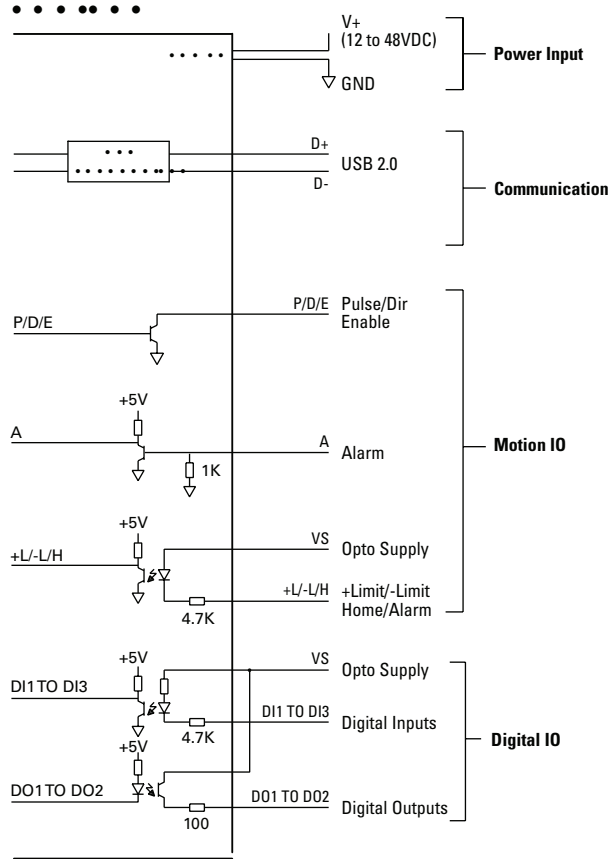 V+
(12 to 48VDC)
Power Input
GND
D+
USB 2.0
D-
Communication
P/D/E
P/D/E
Pulse/Dir
Enable
+5V
A
A
Alarm
1K
Motion IO
+5V
VS
Opto Supply
+L/-L/H
+L/-L/H
+Limit/-Limit
Home/Alarm
4.7K
+5V
VS
Opto Supply
DI1 TO DI3
DI1 TO DI3
Digital Inputs
4.7K
Digital IO
+5V
DO1 TO DO2
DO1 TO DO2
Digital Outputs
100